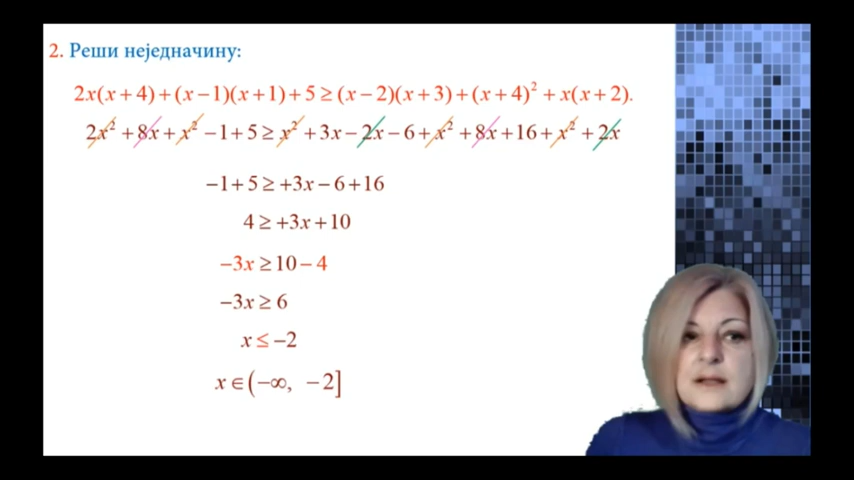 2. Реши неједначину:
2x(x+4)+(x−1)(x+1)+5≥(x−2)(x+3)+(x+4)²+x(x+2).
2x²+8x+x²−1+5≥x²+3x−2x−6+x²+8x+16+x²+2x
−1+5≥+3x−6+16
4≥+3x+10
−3x≥10−4
−3x≥6
x≤−2
x∈(−∞, −2]